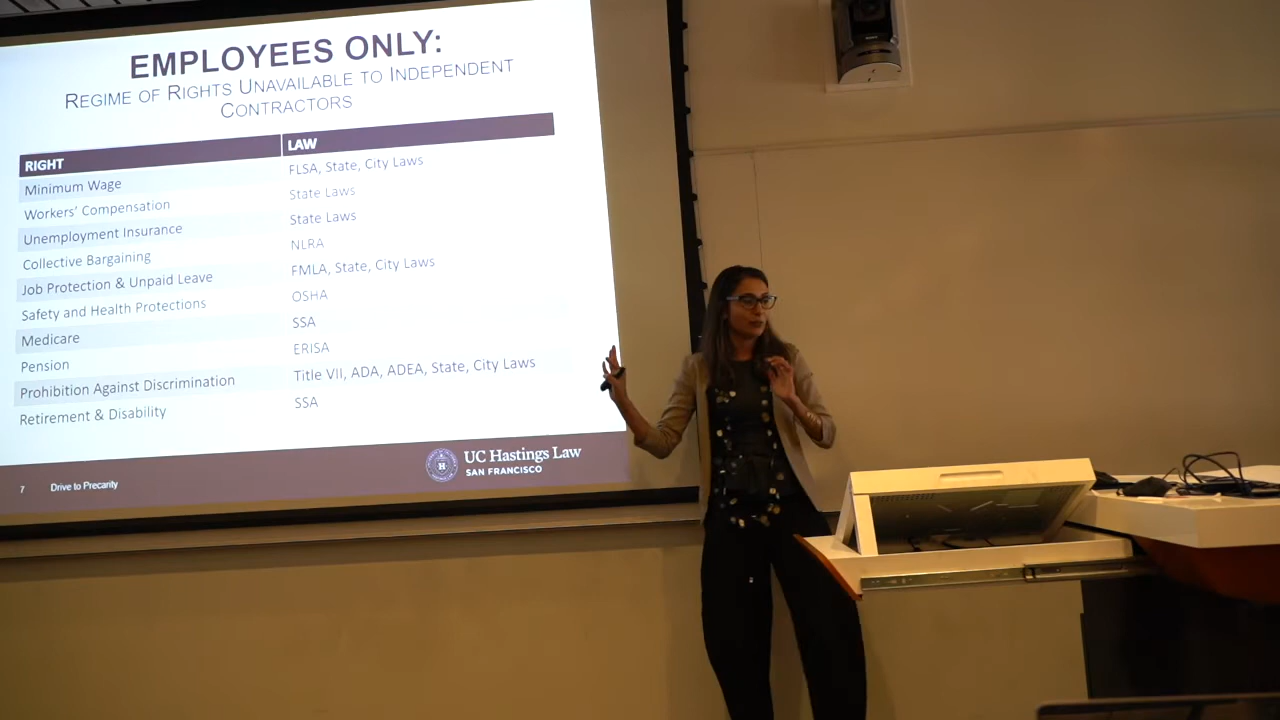 EMPLOYEES ONLY:
REGIME OF RIGHTS UNAVAILABLE TO INDEPENDENT
CONTRACTORS
RIGHT LAW
Minimum Wage FLSA, State, City Laws
Workers' Compensation State Laws
Unemployment Insurance State Laws
Collective Bargaining NLRA
Job Protection & Unpaid Leave FMLA, State, City Laws
Safety and Health Protections OSHA
Medicare SSA
Pension ERISA
Prohibition Against Discrimination Title VII, ADA, ADEA, State, City Laws
Retirement & Disability SSA
7 Drive to Precarity
UC Hastings Law
SAN FRANCISCO